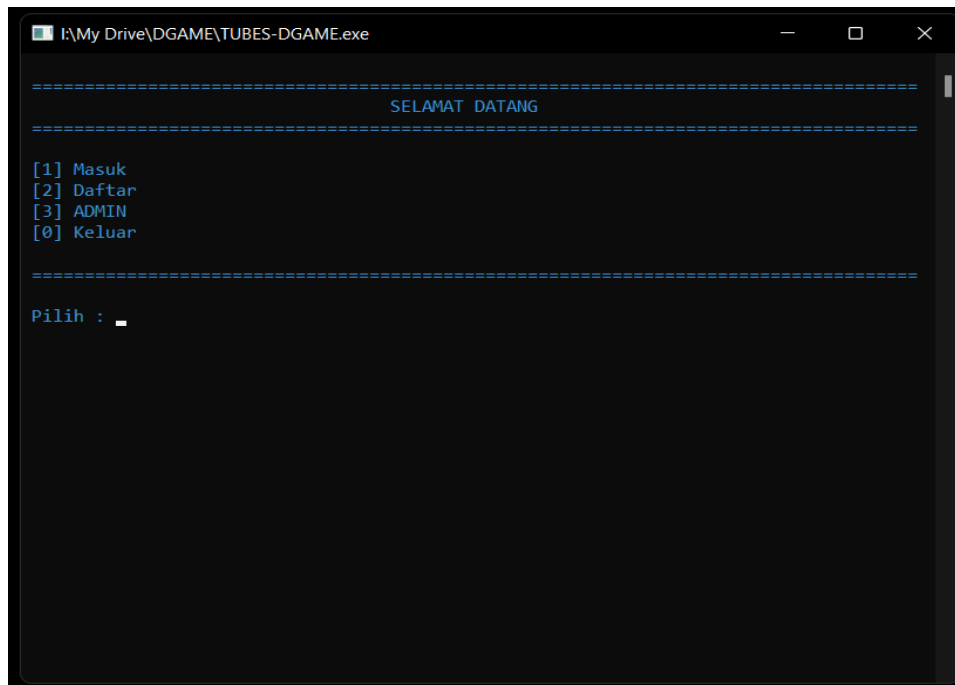 I:\My Drive\DGAME\TUBES-DGAME.exe
====================================================================================
SELAMAT DATANG
====================================================================================
[1] Masuk
[2] Daftar
[3] ADMIN
[0] Keluar
====================================================================================
Pilih : _